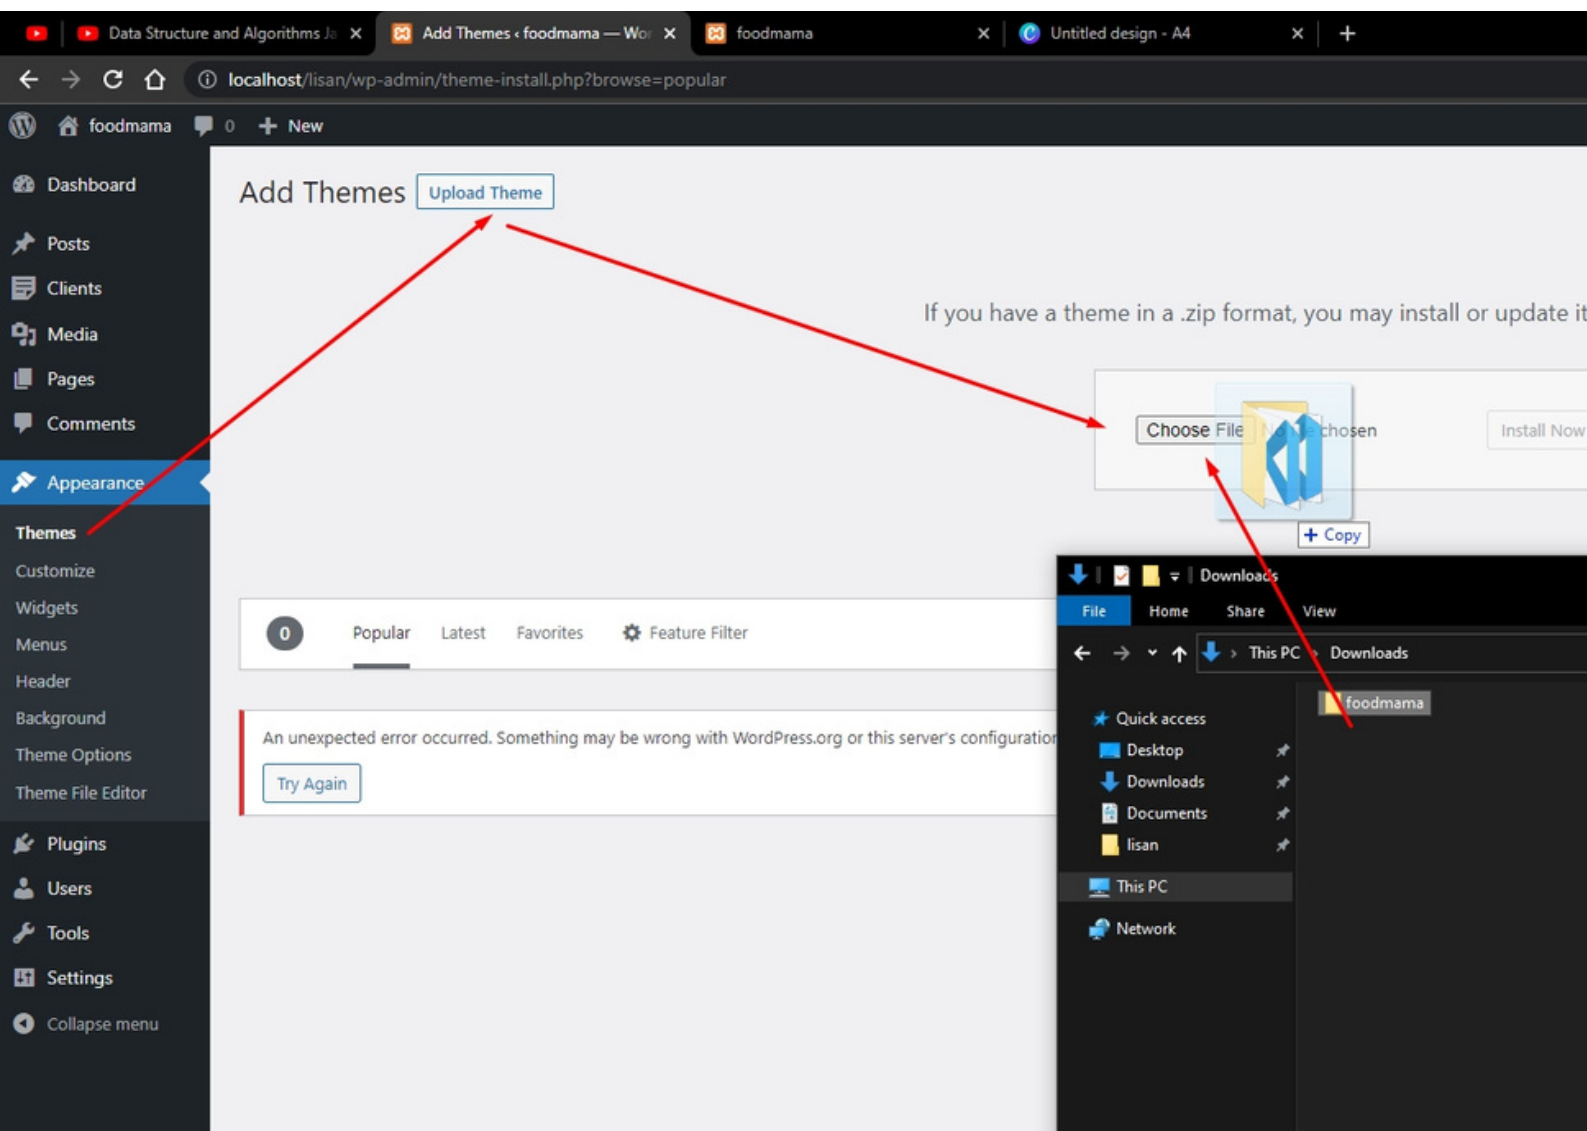 Data Structure and Algorithms Ja
Add Themes ‹ foodmama — Wor
foodmama
Untitled design - A4
localhost/lisan/wp-admin/theme-install.php?browse=popular
foodmama
0
New
Dashboard
Posts
Clients
Media
Pages
Comments
Appearance
Themes
Customize
Widgets
Menus
Header
Background
Theme Options
Theme File Editor
Plugins
Users
Tools
Settings
Collapse menu
Add Themes
Upload Theme
If you have a theme in a .zip format, you may install or update it
Choose File
No file chosen
Install Now
+ Copy
0
Popular
Latest
Favorites
Feature Filter
An unexpected error occurred. Something may be wrong with WordPress.org or this server's configuration
Try Again
Downloads
File
Home
Share
View
This PC
Downloads
foodmama
Quick access
Desktop
Downloads
Documents
lisan
This PC
Network